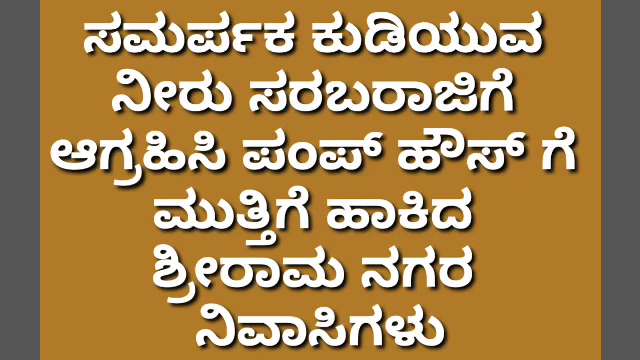 ಸಮರ್ಪಕ ಕುಡಿಯುವ
ನೀರು ಸರಬರಾಜಿಗೆ
ಆಗ್ರಹಿಸಿ ಪಂಪ್ ಹೌಸ್ ಗೆ
ಮುತ್ತಿಗೆ ಹಾಕಿದ
ಶ್ರೀರಾಮ ನಗರ
ನಿವಾಸಿಗಳು